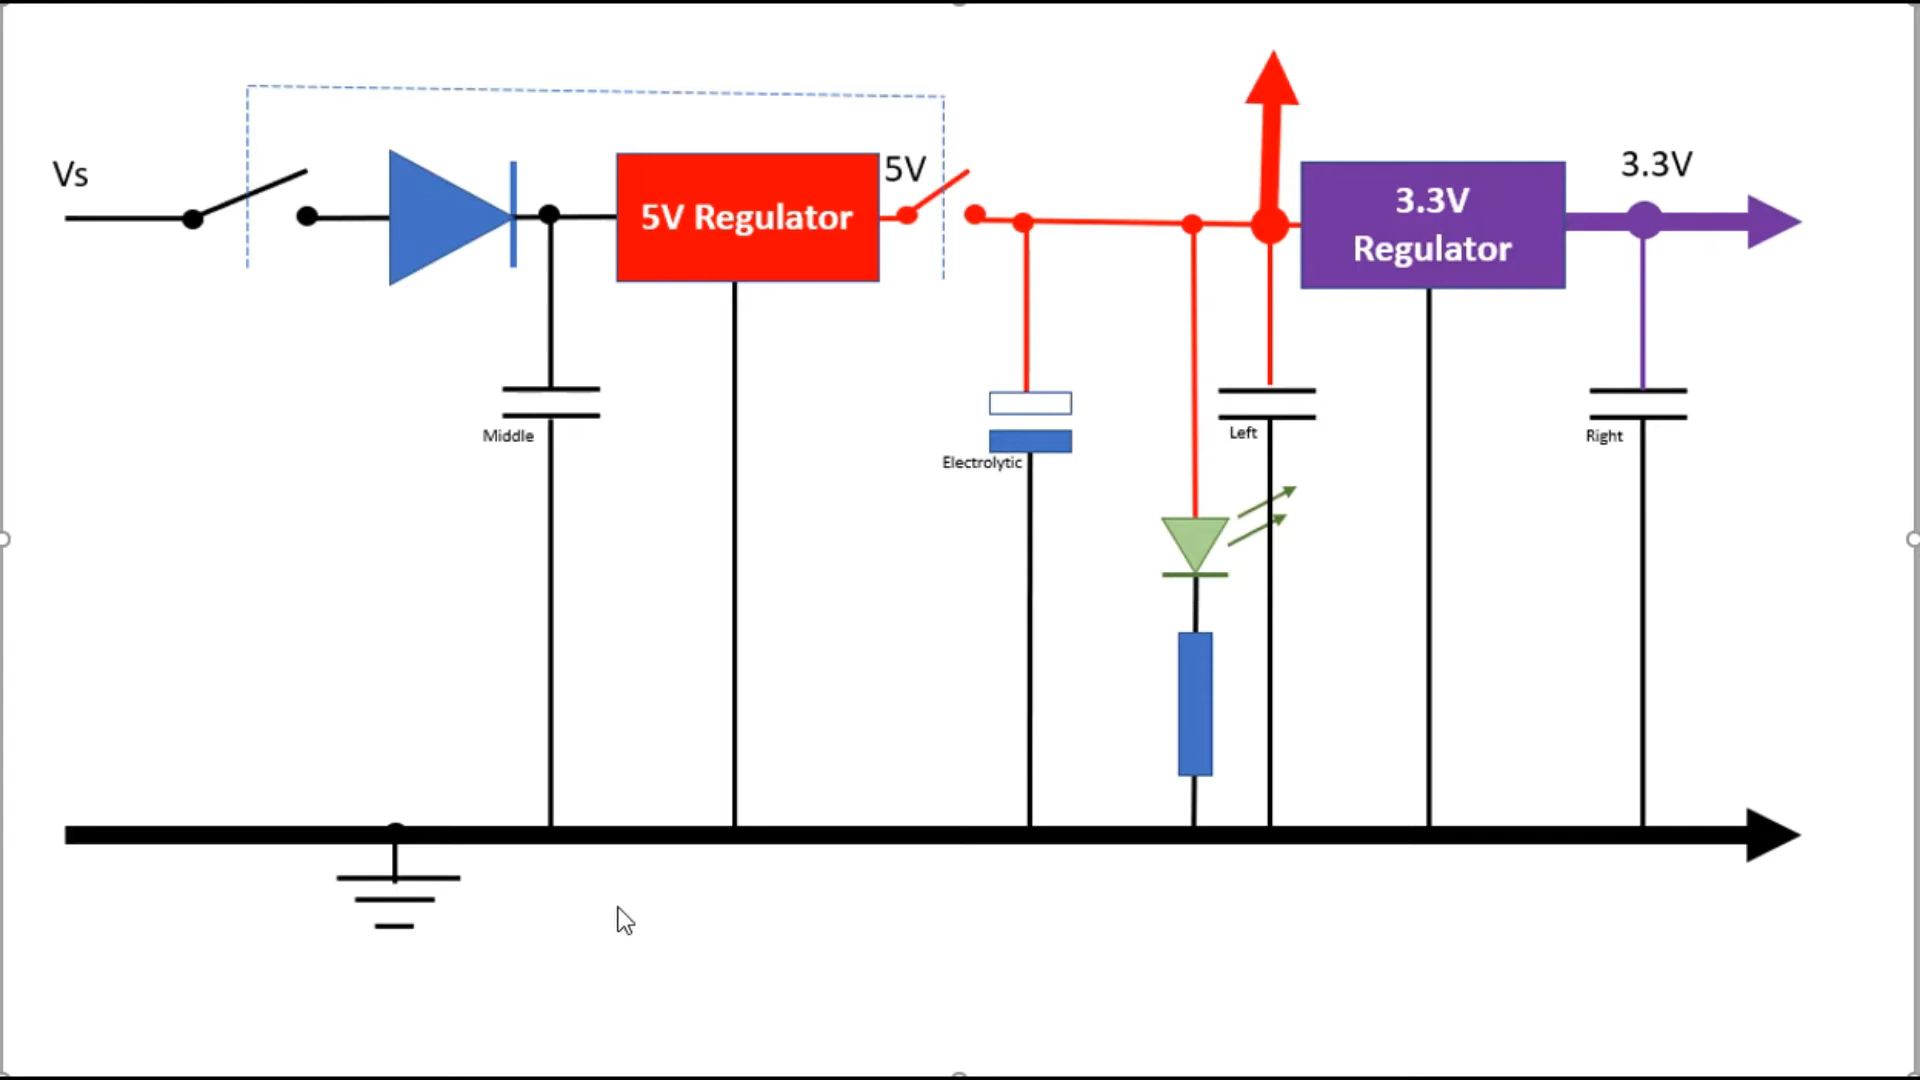 Vs
5V Regulator
5V
3.3V
Regulator
3.3V
Middle
Electrolytic
Left
Right